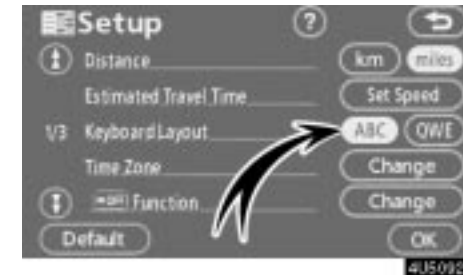 Setup ?
Distance km miles
Estimated Travel Time Set Speed
1/3 Keyboard Layout ABC QWE
Time Zone Change
Function Change
Default OK
4U5093